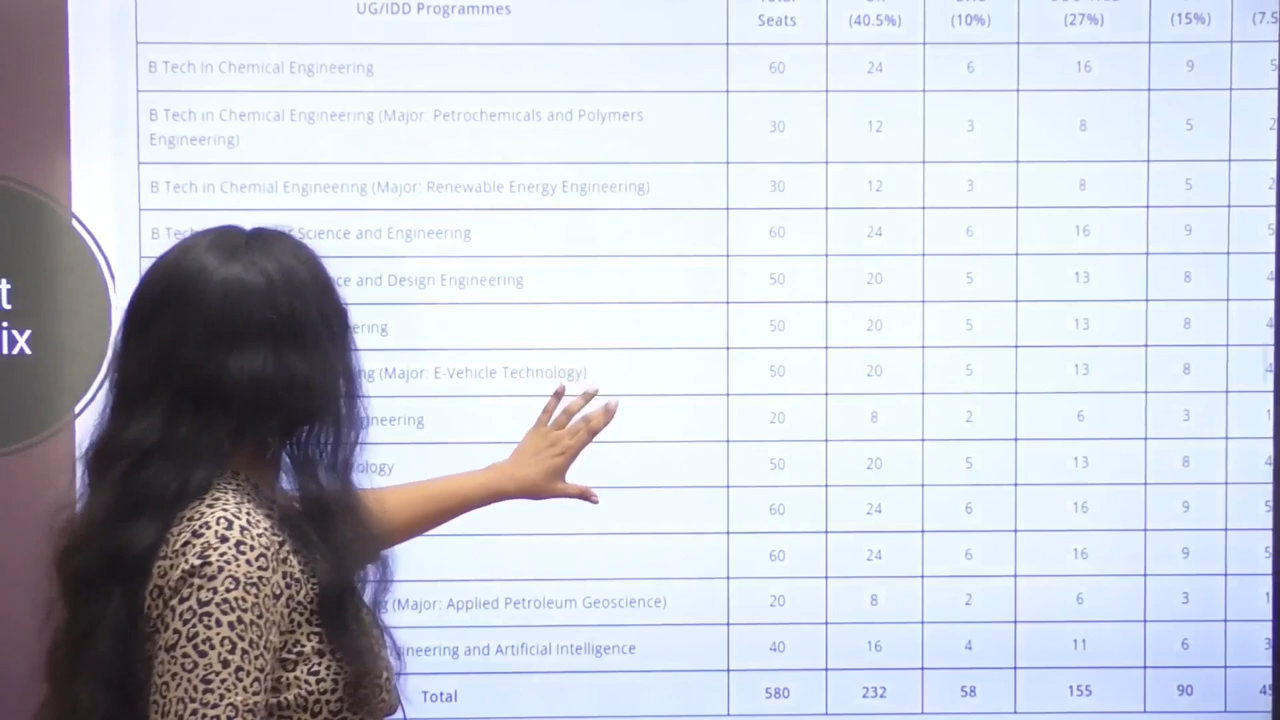 UG/IDD Programmes Seats (40.5%) (10%) (27%) (15%) (7.5
B Tech in Chemical Engineering 60 24 6 16 9 5
B Tech in Chemical Engineering (Major: Petrochemicals and Polymers
Engineering) 30 12 3 8 5 2
B Tech in Chemial Engineering (Major: Renewable Energy Engineering) 30 12 3 8 5 2
B Science and Engineering 60 24 6 16 9 5
and Design Engineering 50 20 5 13 8 4
50 20 5 13 8 4
(Major: E-Vehicle Technology) 50 20 5 13 8 4
20 8 2 6 3 1
50 20 5 13 8 4
60 24 6 16 9 5
60 24 6 16 9 5
(Major: Applied Petroleum Geoscience) 20 8 2 6 3 1
and Artificial Intelligence 40 16 4 11 6 3
Total 580 232 58 155 90 45
t
ix